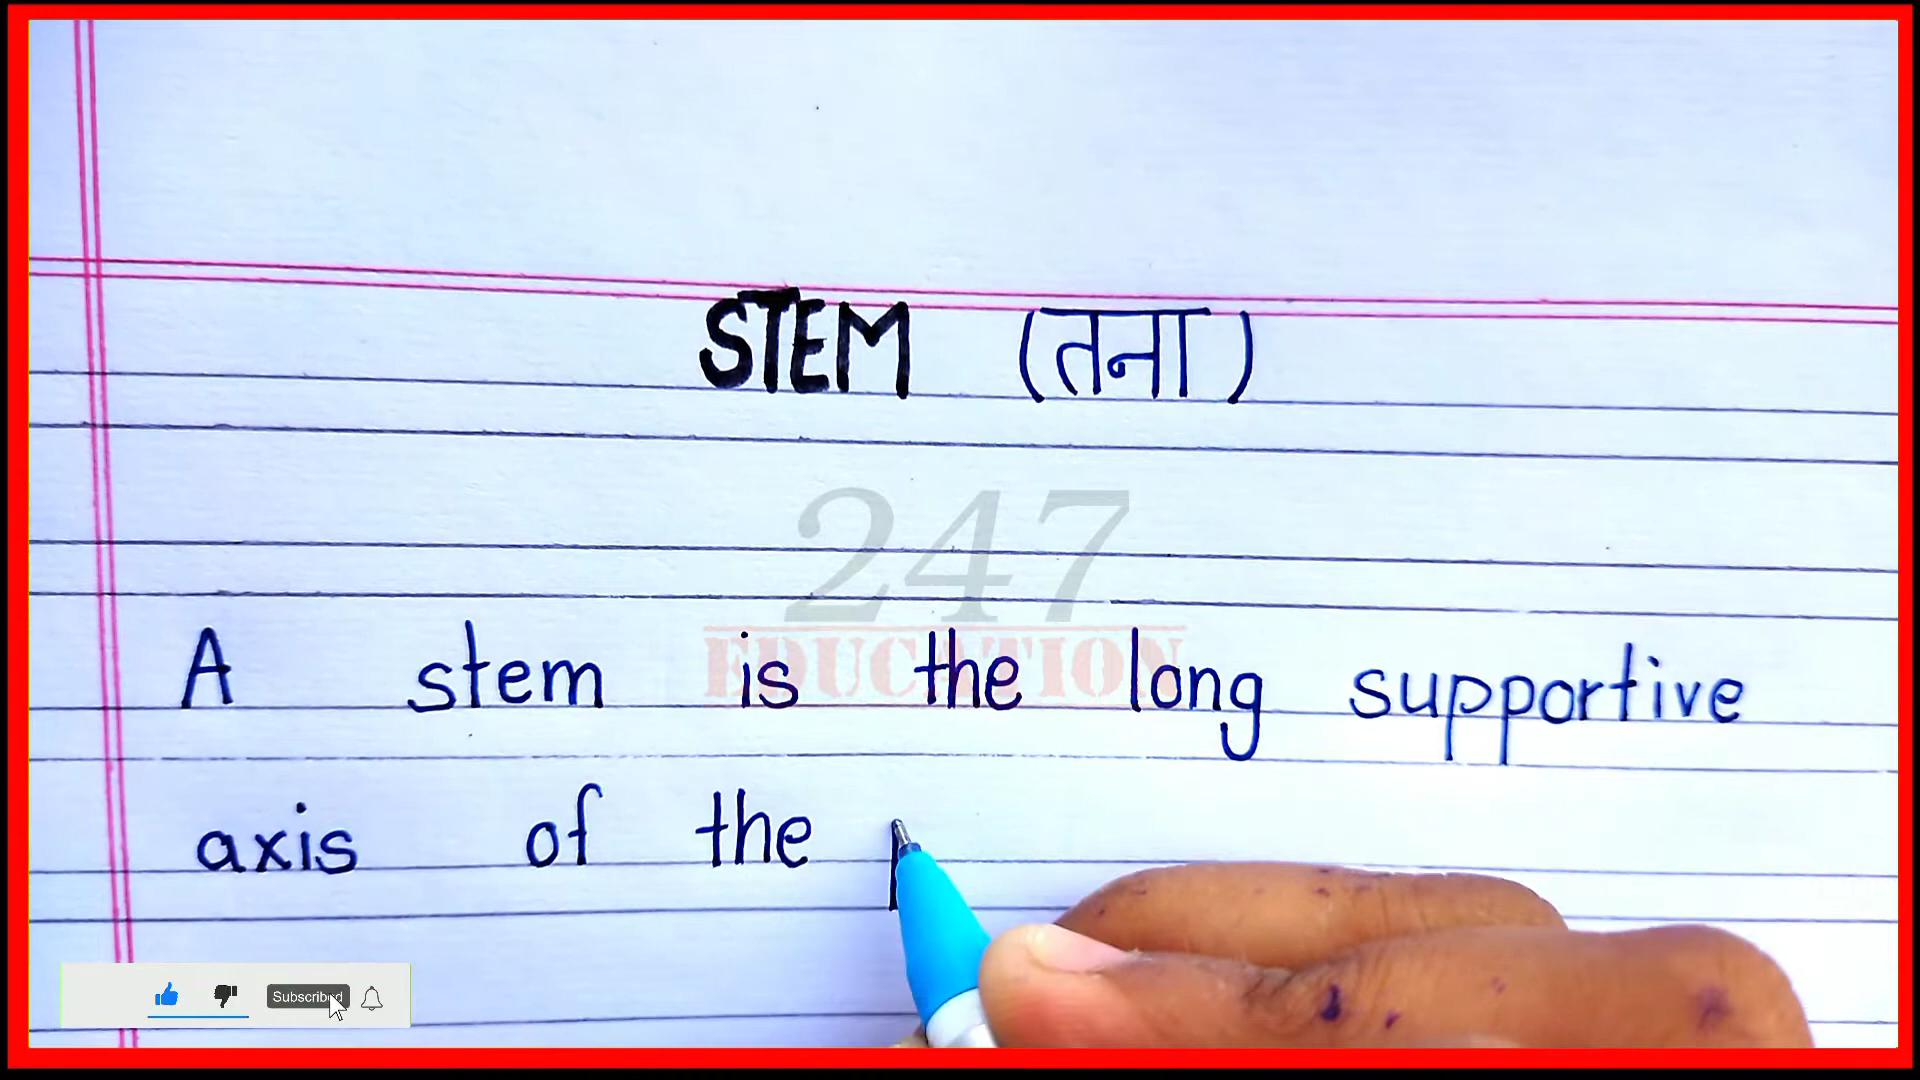 STEM (तना)
247
EDUCATION
A stem is the long supportive
axis of the
Subscribed